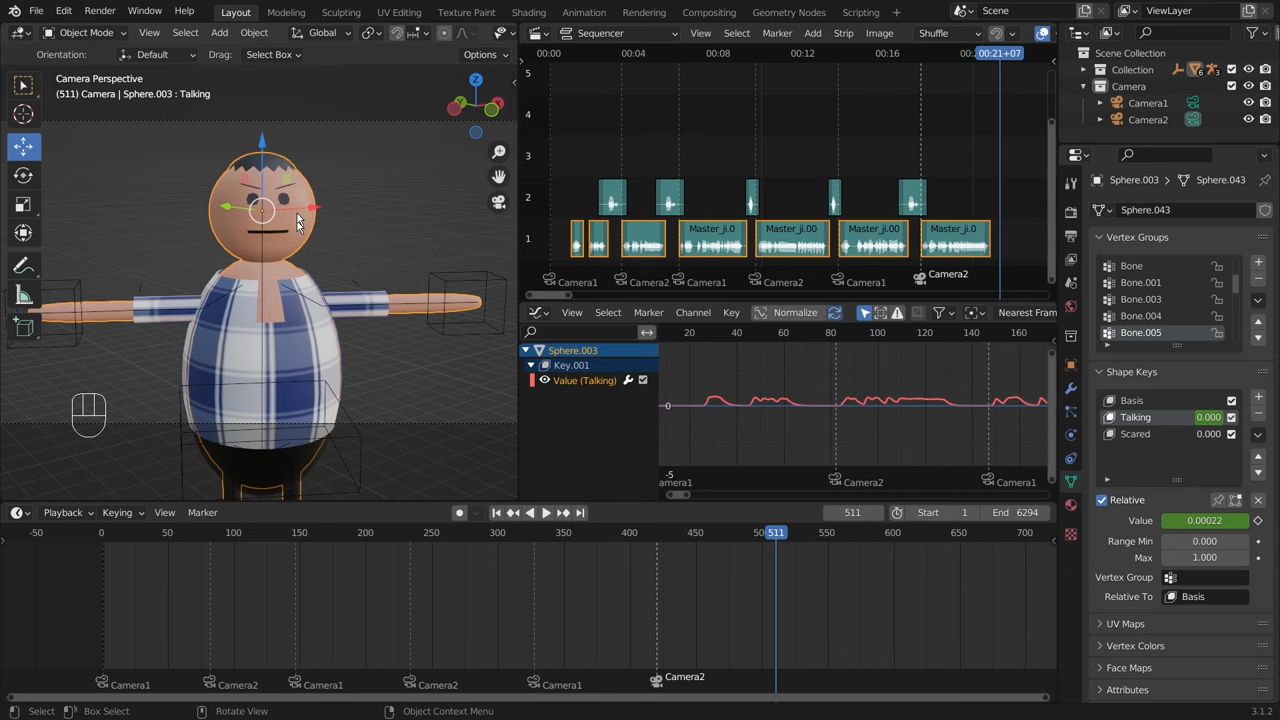 File Edit Render Window Help Layout Modeling Sculpting UV Editing Texture Paint Shading Animation Rendering Compositing Geometry Nodes Scripting + Scene ViewLayer
Object Mode View Select Add Object Global
Orientation: Default Drag: Select Box Options
Camera Perspective
(511) Camera | Sphere.003 : Talking
Z
Sequencer View Select Marker Add Strip Image Shuffle
00:00 00:04 00:08 00:12 00:16 00:21+07
5
4
3
2
1
Master_ji.0 Master_ji.00 Master_ji.00 Master_ji.0
Camera1 Camera2 Camera1 Camera2 Camera1 Camera2
View Select Marker Channel Key Normalize Nearest Fram
20 40 60 80 100 120 140 160
Sphere.003
Key.001
Value (Talking)
0
-5
amera1 Camera2 Camera1
Playback Keying View Marker 511 Start 1 End 6294
-50 0 50 100 150 200 250 300 350 400 450 50 511 550 600 650 700
Camera1 Camera2 Camera1 Camera2 Camera1 Camera2
Scene Collection
Collection 6 3
Camera
Camera1
Camera2
Sphere.003 Sphere.043
Sphere.043
Vertex Groups
Bone
Bone.001
Bone.003
Bone.004
Bone.005
Shape Keys
Basis
Talking 0.000
Scared 0.000
Relative
Value 0.00022
Range Min 0.000
Max 1.000
Vertex Group
Relative To Basis
UV Maps
Vertex Colors
Face Maps
Attributes
Select Box Select Rotate View Object Context Menu 3.1.2